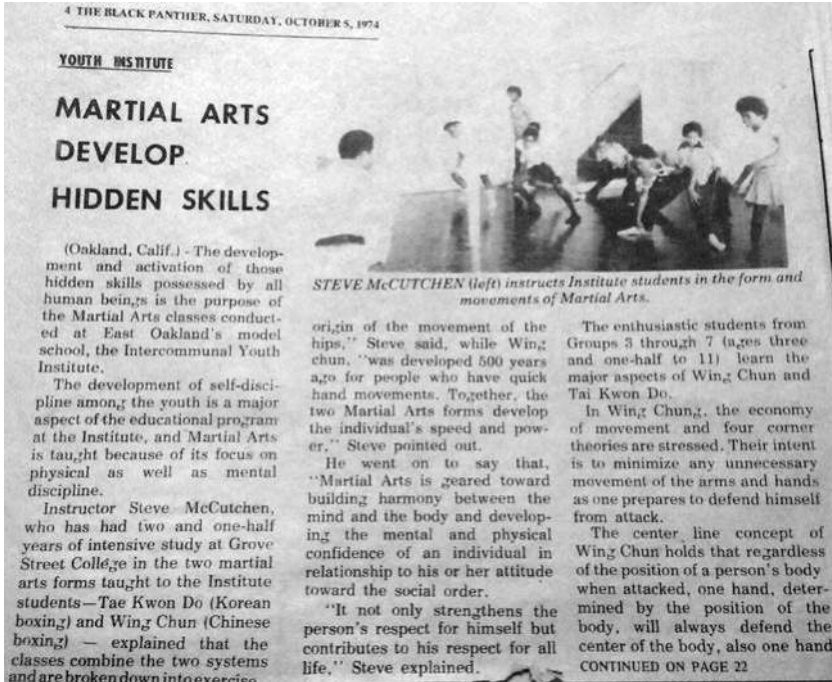 4 THE BLACK PANTHER, SATURDAY, OCTOBER 5, 1974
YOUTH INSTITUTE
MARTIAL ARTS
DEVELOP
HIDDEN SKILLS
(Oakland, Calif.) - The develop-
ment and activation of those
hidden skills possessed by all
human beings is the purpose of
the Martial Arts classes conduct-
ed at East Oakland's model
school, the Intercommunal Youth
Institute.
The development of self-disci-
pline among the youth is a major
aspect of the educational program
at the Institute, and Martial Arts
is taught because of its focus on
physical as well as mental
discipline.
Instructor Steve McCutchen,
who has had two and one-half
years of intensive study at Grove
Street College in the two martial
arts forms taught to the Institute
students—Tae Kwon Do (Korean
boxing) and Wing Chun (Chinese
boxing) — explained that the
classes combine the two systems
and are broken down into exercise
STEVE McCUTCHEN (left) instructs Institute students in the form and
movements of Martial Arts.
origin of the movement of the
hips," Steve said, while Wing
chun, "was developed 500 years
ago for people who have quick
hand movements. Together, the
two Martial Arts forms develop
the individual's speed and pow-
er," Steve pointed out.
He went on to say that,
"Martial Arts is geared toward
building harmony between the
mind and the body and develop-
ing the mental and physical
confidence of an individual in
relationship to his or her attitude
toward the social order.
"It not only strengthens the
person's respect for himself but
contributes to his respect for all
life," Steve explained.
The enthusiastic students from
Groups 3 through 7 (ages three
and one-half to 11) learn the
major aspects of Wing Chun and
Tai Kwon Do.
In Wing Chung, the economy
of movement and four corner
theories are stressed. Their intent
is to minimize any unnecessary
movement of the arms and hands
as one prepares to defend himself
from attack.
The center line concept of
Wing Chun holds that regardless
of the position of a person's body
when attacked, one hand, deter-
mined by the position of the
body, will always defend the
center of the body, also one hand
CONTINUED ON PAGE 22